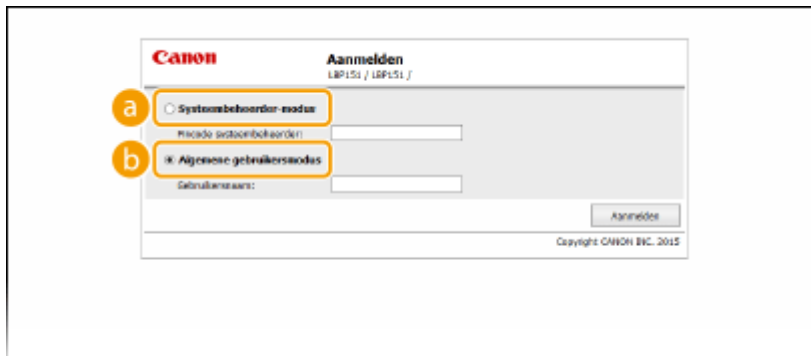 Canon
Aanmelden
LBP151 / LBP151 /
a
Systeembeheerder-modus
Pincode systeembeheerder:
b
Algemene gebruikersmodus
Gebruikersnaam:
Aanmelden
Copyright CANON INC. 2015